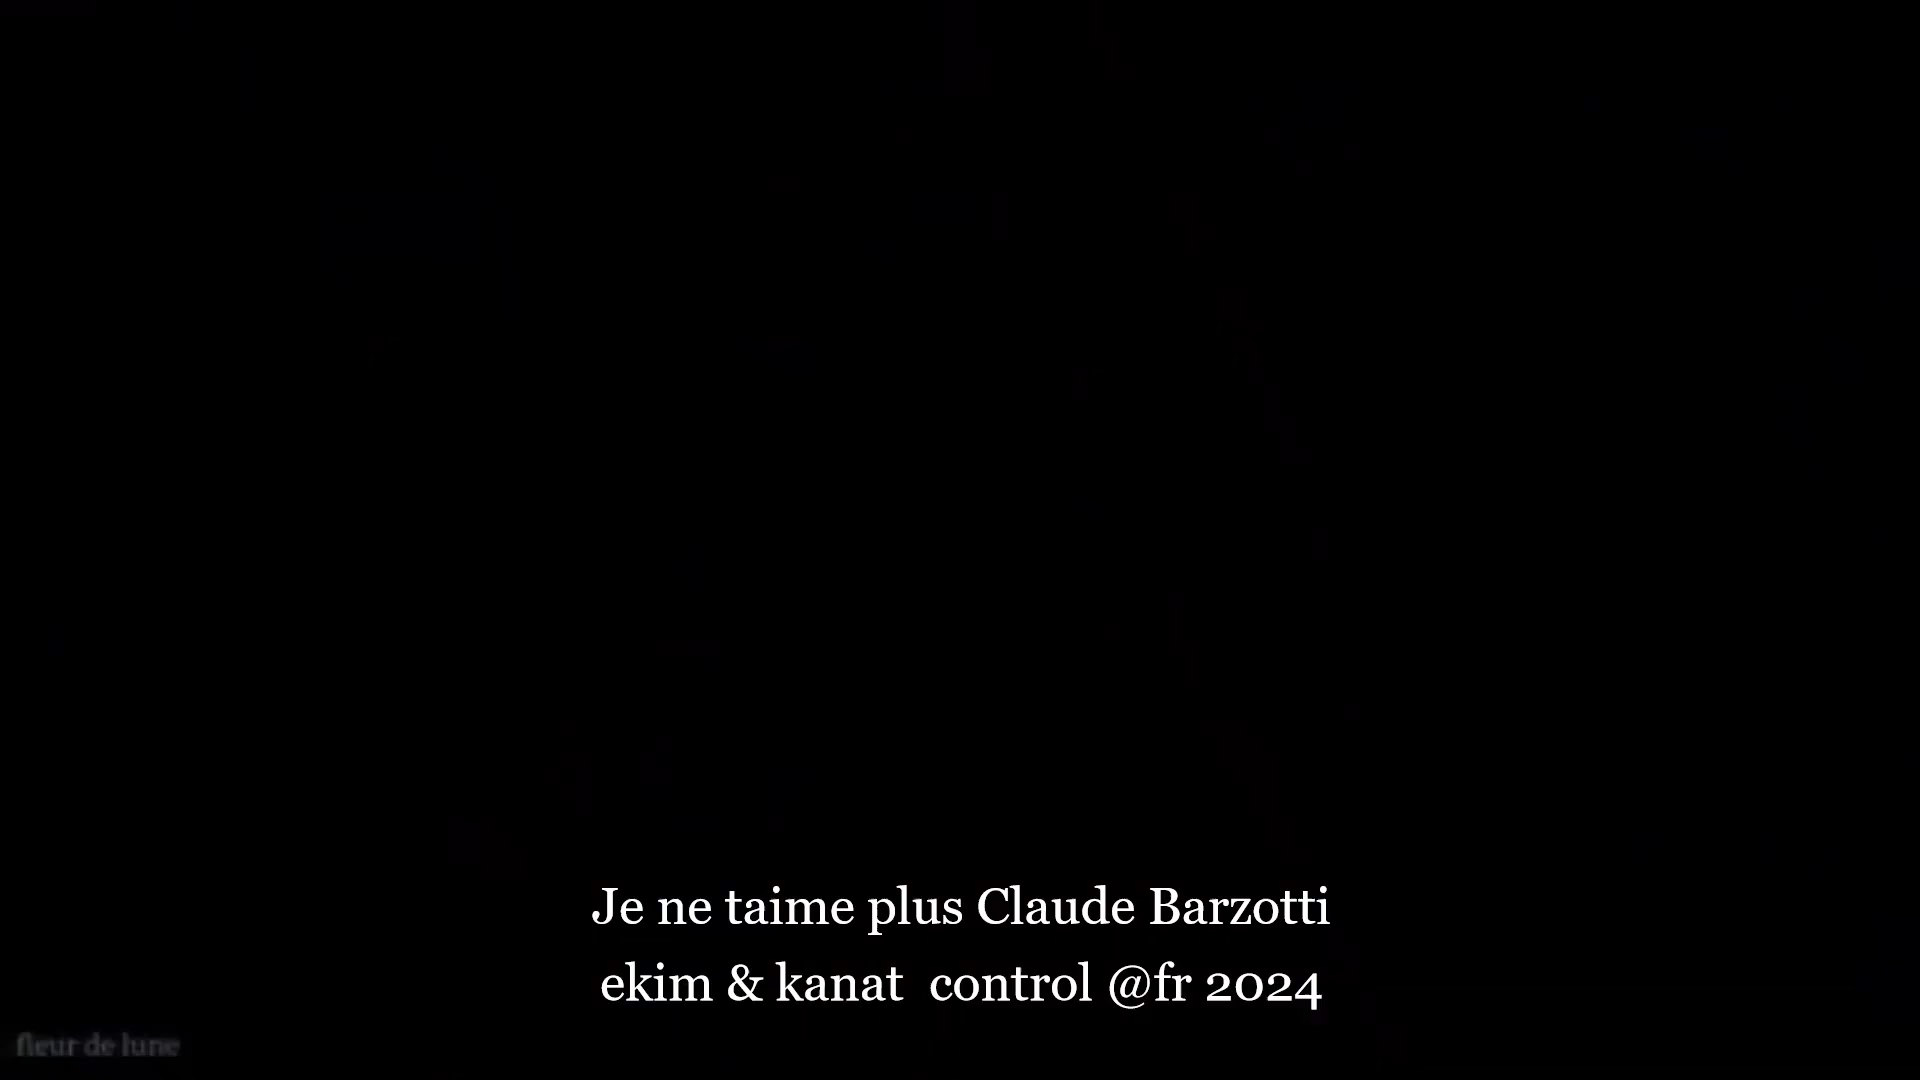 Je ne taime plus Claude Barzotti
ekim & kanat  control @fr 2024
fleur de lune